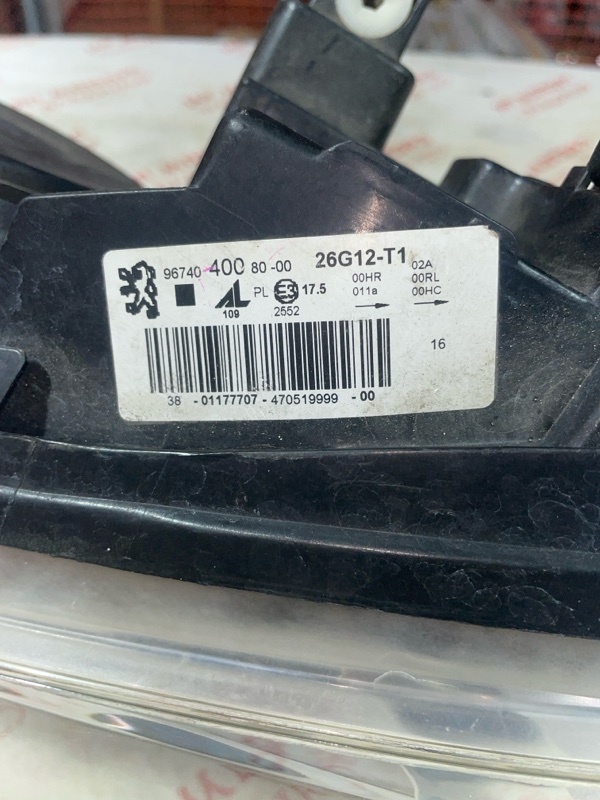 96740 400 80-00 26G12-T1
02A
00HR 00RL
011a 00HC
AL PL E3 17.5
109 2552
16
38 - 01177707 - 470519999 - 00